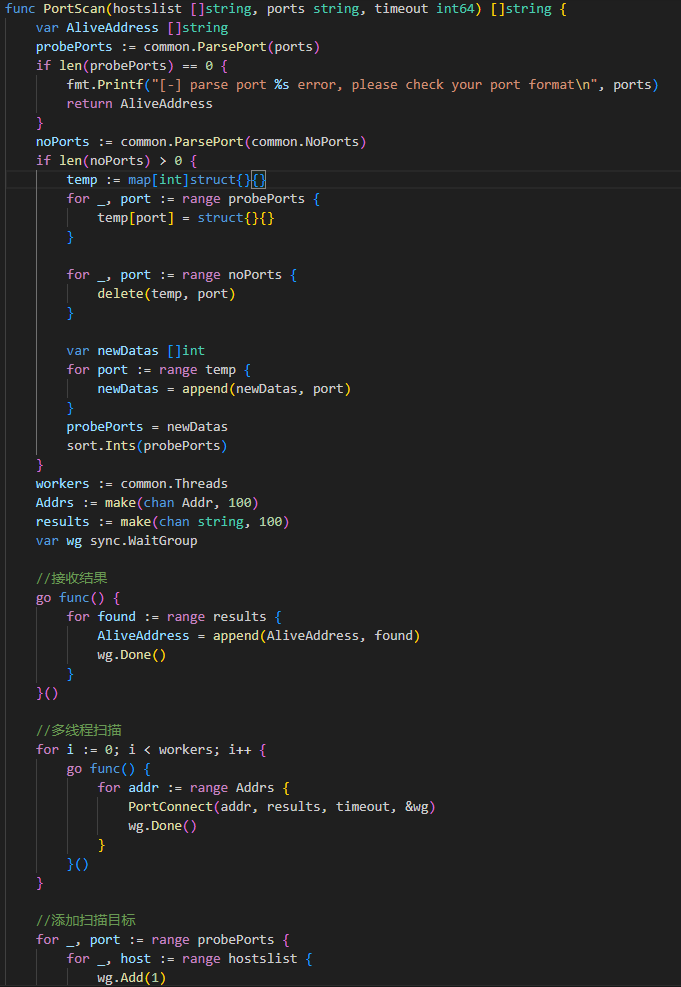 func PortScan(hostslist []string, ports string, timeout int64) []string {
    var AliveAddress []string
    probePorts := common.ParsePort(ports)
    if len(probePorts) == 0 {
        fmt.Printf("[-] parse port %s error, please check your port format\n", ports)
        return AliveAddress
    }
    noPorts := common.ParsePort(common.NoPorts)
    if len(noPorts) > 0 {
        temp := map[int]struct{}{}
        for _, port := range probePorts {
            temp[port] = struct{}{}
        }

        for _, port := range noPorts {
            delete(temp, port)
        }

        var newDatas []int
        for port := range temp {
            newDatas = append(newDatas, port)
        }
        probePorts = newDatas
        sort.Ints(probePorts)
    }
    workers := common.Threads
    Addrs := make(chan Addr, 100)
    results := make(chan string, 100)
    var wg sync.WaitGroup

    //接收结果
    go func() {
        for found := range results {
            AliveAddress = append(AliveAddress, found)
            wg.Done()
        }
    }()

    //多线程扫描
    for i := 0; i < workers; i++ {
        go func() {
            for addr := range Addrs {
                PortConnect(addr, results, timeout, &wg)
                wg.Done()
            }
        }()
    }

    //添加扫描目标
    for _, port := range probePorts {
        for _, host := range hostslist {
            wg.Add(1)